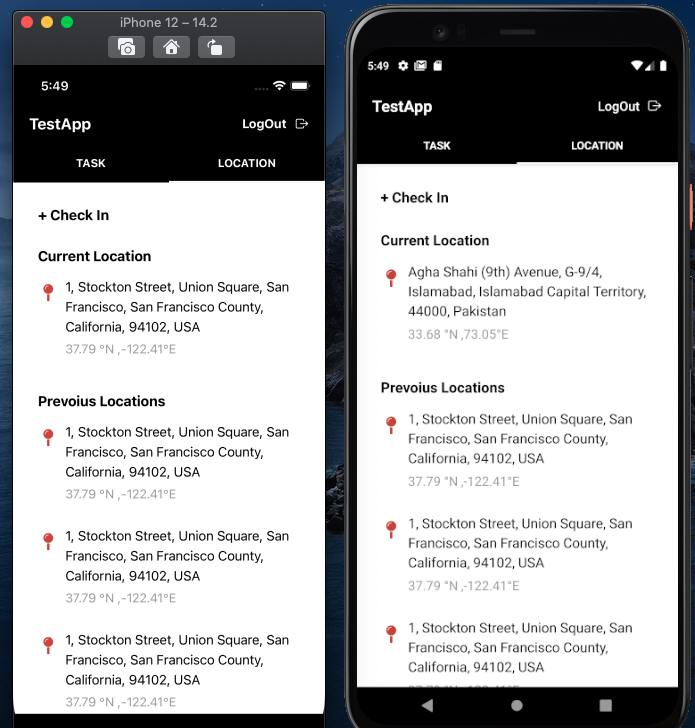 iPhone 12 – 14.2
5:49
TestApp
LogOut
TASK
LOCATION
+ Check In
Current Location
1, Stockton Street, Union Square, San
Francisco, San Francisco County,
California, 94102, USA
37.79 °N ,-122.41°E
Prevoius Locations
1, Stockton Street, Union Square, San
Francisco, San Francisco County,
California, 94102, USA
37.79 °N ,-122.41°E
1, Stockton Street, Union Square, San
Francisco, San Francisco County,
California, 94102, USA
37.79 °N ,-122.41°E
1, Stockton Street, Union Square, San
Francisco, San Francisco County,
California, 94102, USA
37.79 °N ,-122.41°E
5:49
TestApp
LogOut
TASK
LOCATION
+ Check In
Current Location
Agha Shahi (9th) Avenue, G-9/4,
Islamabad, Islamabad Capital Territory,
44000, Pakistan
33.68 °N ,73.05°E
Prevoius Locations
1, Stockton Street, Union Square, San
Francisco, San Francisco County,
California, 94102, USA
37.79 °N ,-122.41°E
1, Stockton Street, Union Square, San
Francisco, San Francisco County,
California, 94102, USA
37.79 °N ,-122.41°E
1, Stockton Street, Union Square, San
Francisco, San Francisco County,
California, 94102, USA